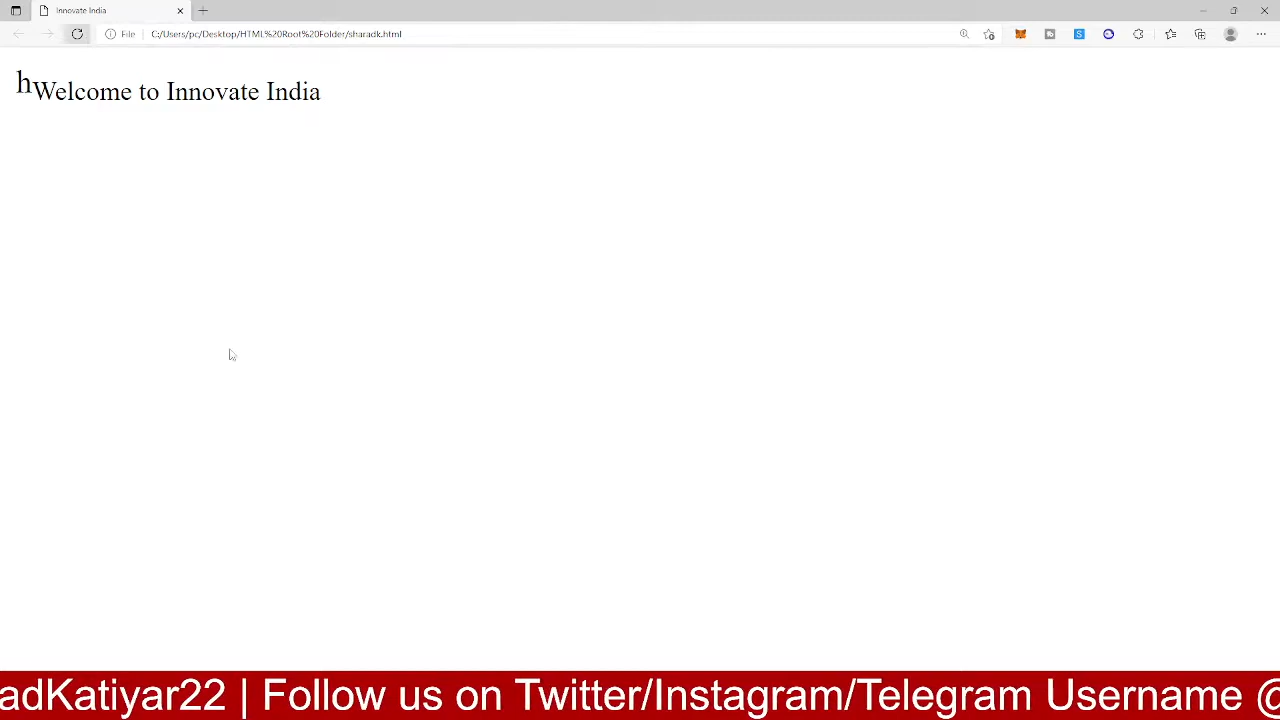 Innovate India
File
C:/Users/pc/Desktop/HTML%20Root%20Folder/sharadk.html
hWelcome to Innovate India
adKatiyar22 | Follow us on Twitter/Instagram/Telegram Username @